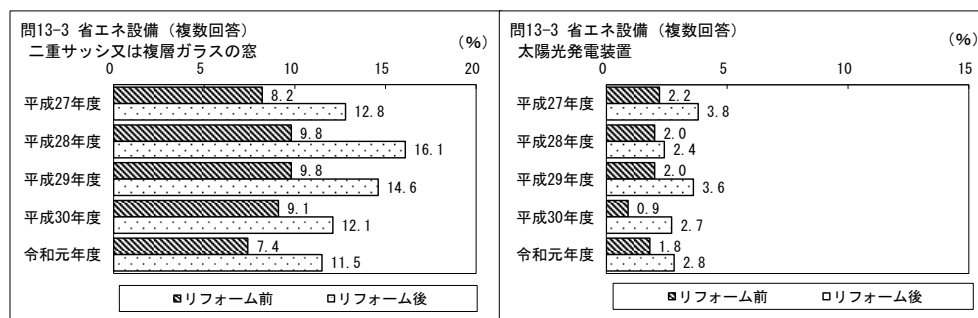 問13-3 省エネ設備（複数回答）
二重サッシ又は複層ガラスの窓
(%)
0 5 10 15 20
平成27年度 8.2 12.8
平成28年度 9.8 16.1
平成29年度 9.8 14.6
平成30年度 9.1 12.1
令和元年度 7.4 11.5
リフォーム前 リフォーム後
問13-3 省エネ設備（複数回答）
太陽光発電装置
(%)
0 5 10 15
平成27年度 2.2 3.8
平成28年度 2.0 2.4
平成29年度 2.0 3.6
平成30年度 0.9 2.7
令和元年度 1.8 2.8
リフォーム前 リフォーム後